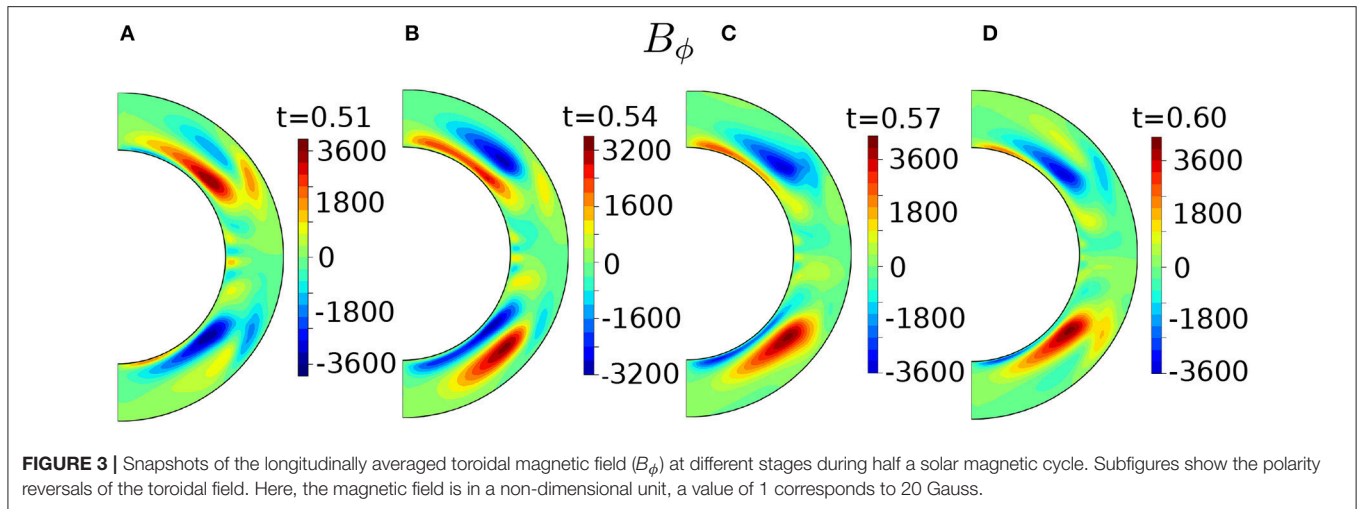 A
B
Bϕ
C
D
t=0.51
3600
1800
0
-1800
-3600
t=0.54
3200
1600
0
-1600
-3200
t=0.57
3600
1800
0
-1800
-3600
t=0.60
3600
1800
0
-1800
-3600
FIGURE 3 | Snapshots of the longitudinally averaged toroidal magnetic field (Bϕ) at different stages during half a solar magnetic cycle. Subfigures show the polarity
reversals of the toroidal field. Here, the magnetic field is in a non-dimensional unit, a value of 1 corresponds to 20 Gauss.